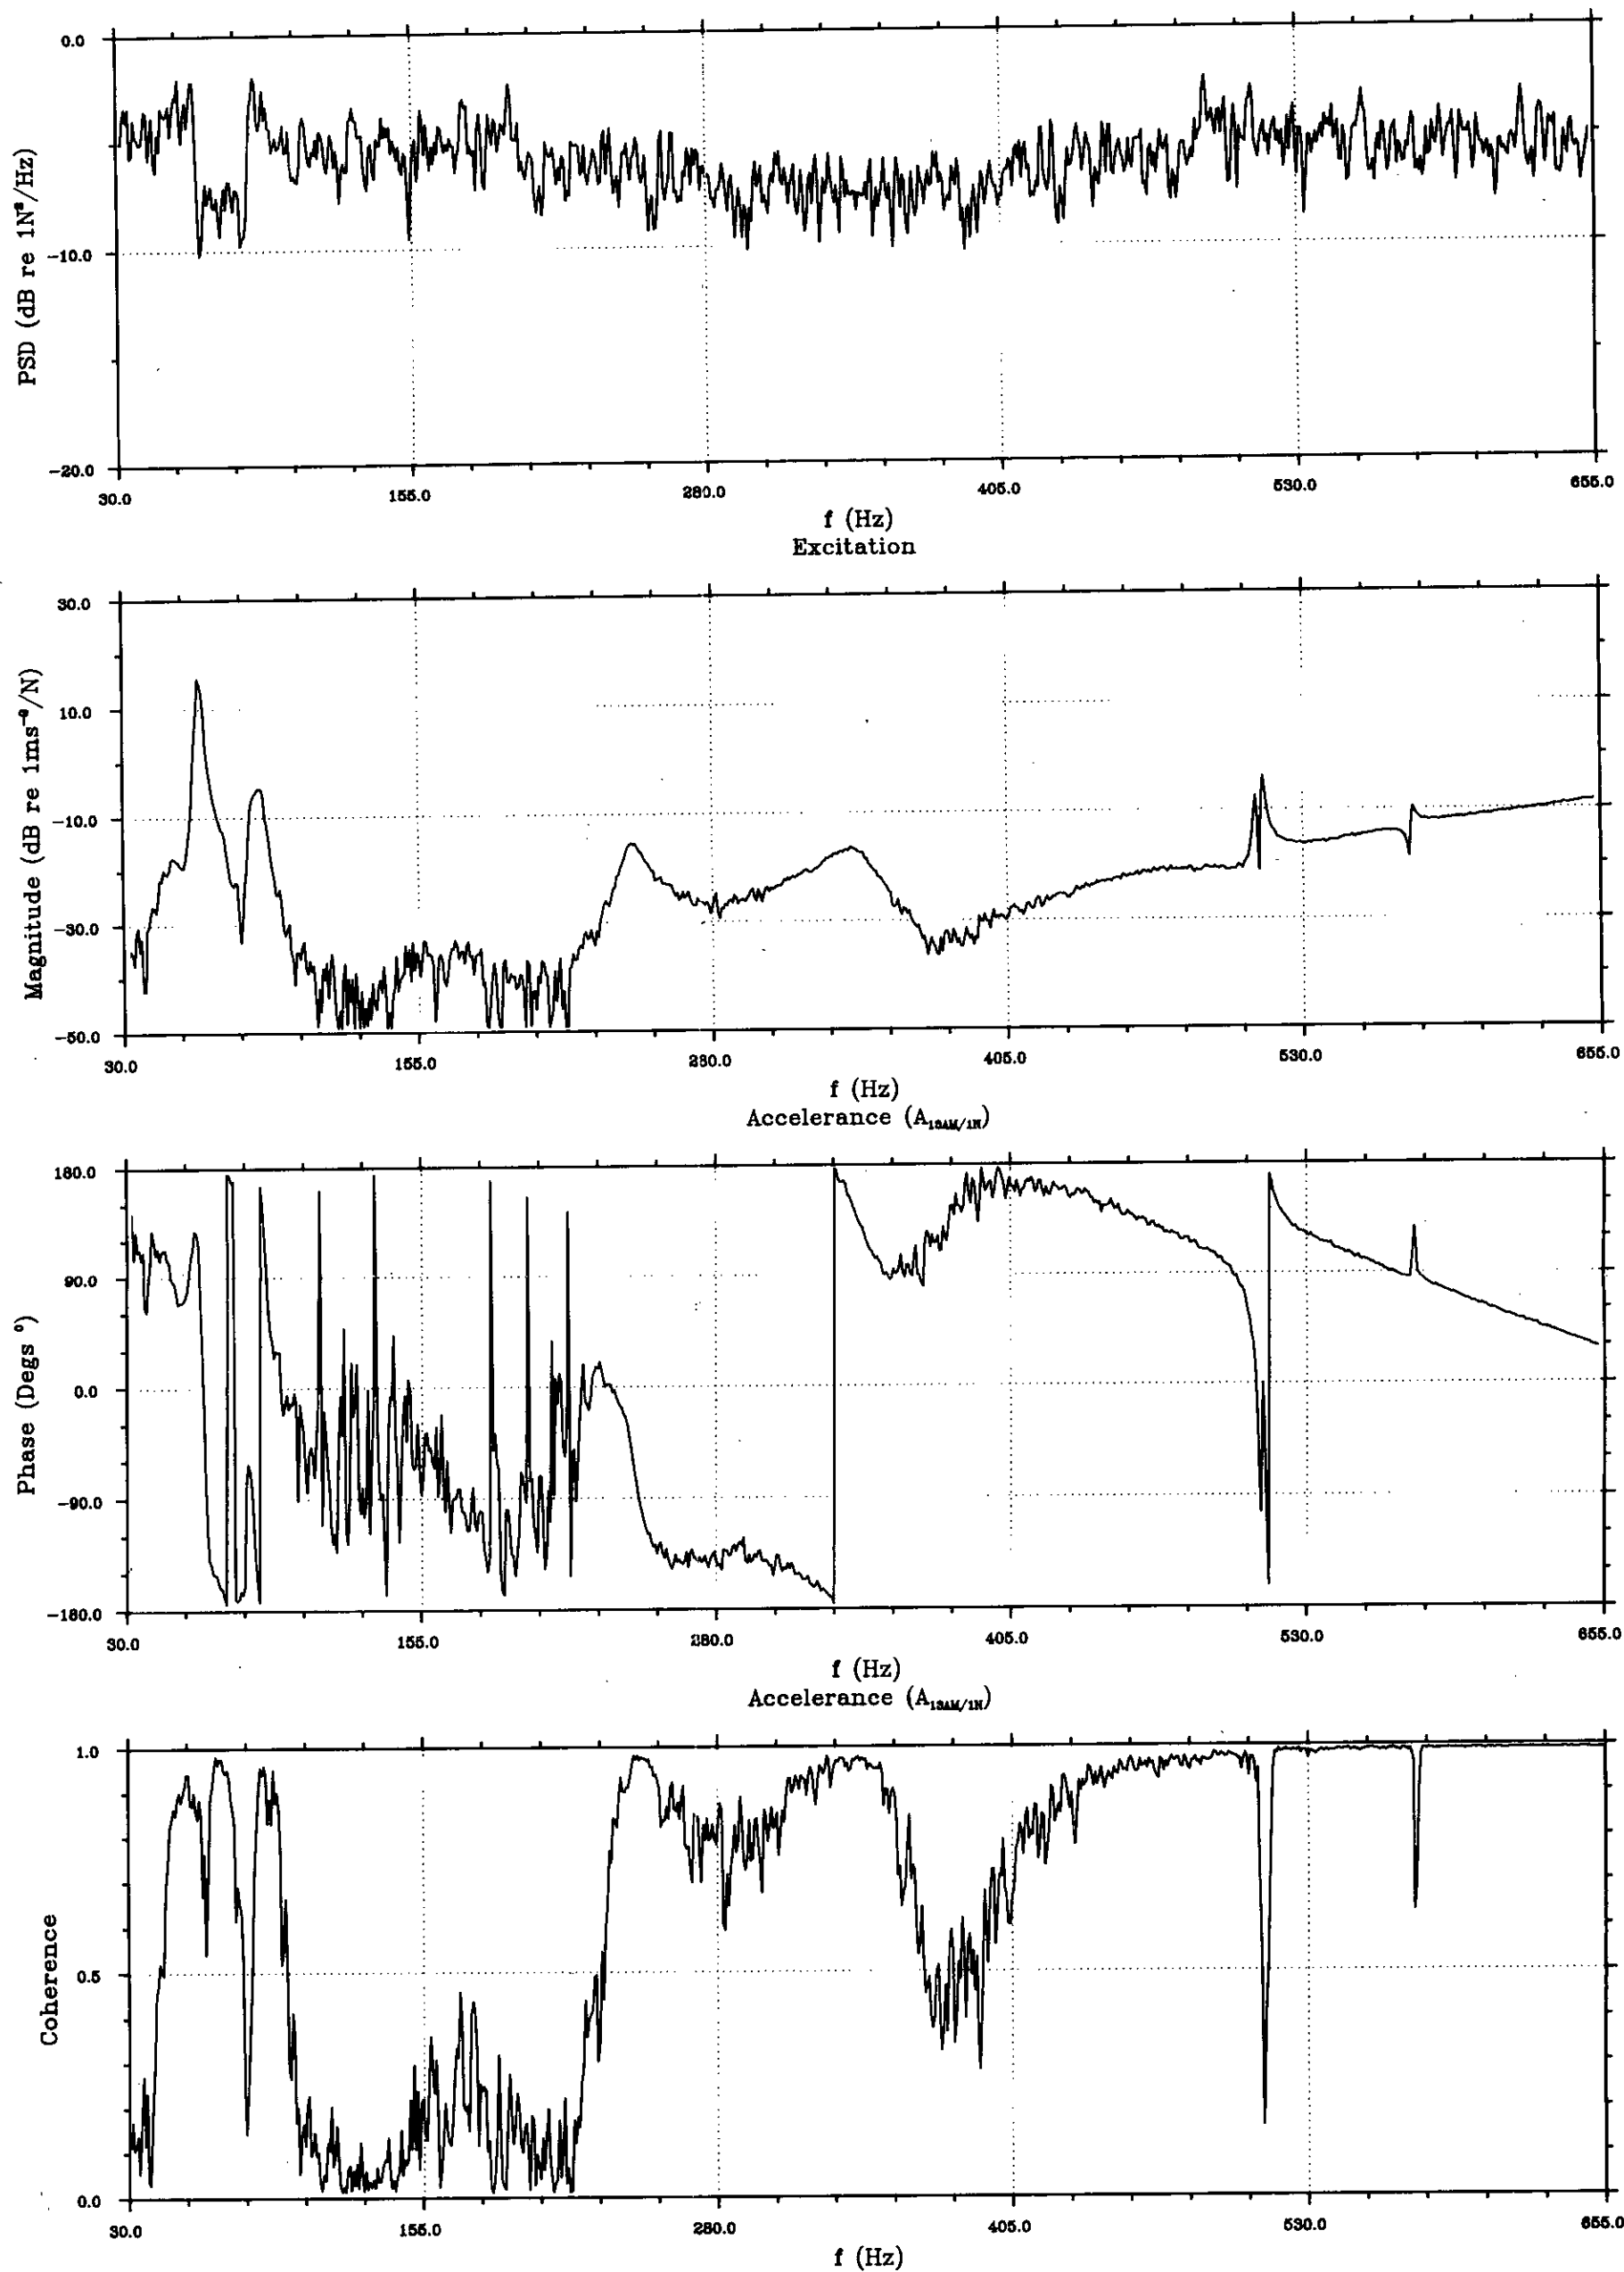 0.0
-10.0
-20.0
PSD (dB re 1N²/Hz)
30.0 155.0 280.0 405.0 530.0 655.0
f (Hz)
Excitation
30.0
10.0
-10.0
-30.0
-50.0
Magnitude (dB re 1ms⁻²/N)
30.0 155.0 280.0 405.0 530.0 655.0
f (Hz)
Accelerance (A₁₃AM/1N)
180.0
90.0
0.0
-90.0
-180.0
Phase (Degs °)
30.0 155.0 280.0 405.0 530.0 655.0
f (Hz)
Accelerance (A₁₃AM/1N)
1.0
0.5
0.0
Coherence
30.0 155.0 280.0 405.0 530.0 655.0
f (Hz)